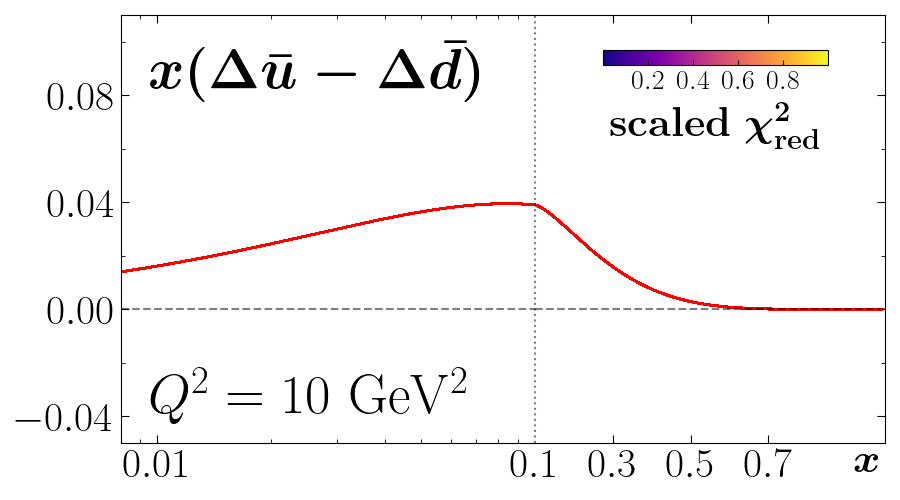 x(Δū − Δd̄)
0.2 0.4 0.6 0.8
scaled χ²red
0.08
0.04
0.00
−0.04
Q² = 10 GeV²
0.01 0.1 0.3 0.5 0.7 x